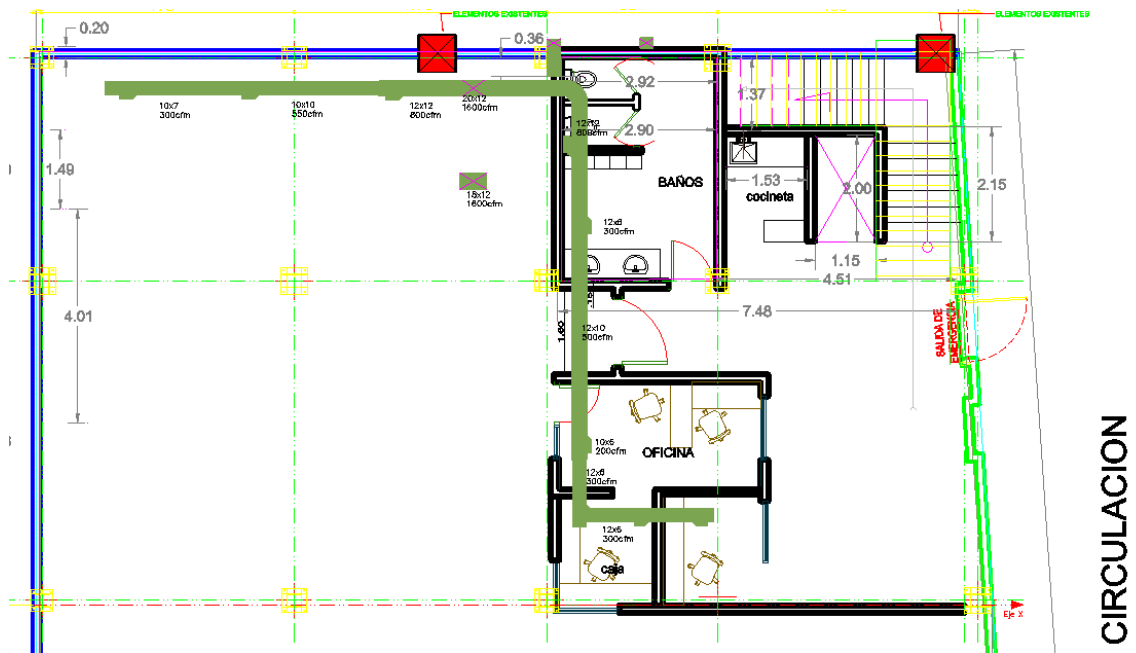 ELEMENTOS EXISTENTES
ELEMENTOS EXISTENTES
0.20
0.36
2.92
1.37
10x7
300cfm
10x10
550cfm
12x12
800cfm
20x12
1600cfm
12x12
800cfm
2.90
1.49
18x12
1600cfm
BAÑOS
1.53
cocineta
2.00
2.15
12x6
300cfm
1.15
4.51
4.01
7.48
12x10
500cfm
1.00
SALIDA DE
EMERGENCIA
10x6
200cfm
OFICINA
12x6
300cfm
12x6
300cfm
caja
CIRCULACION